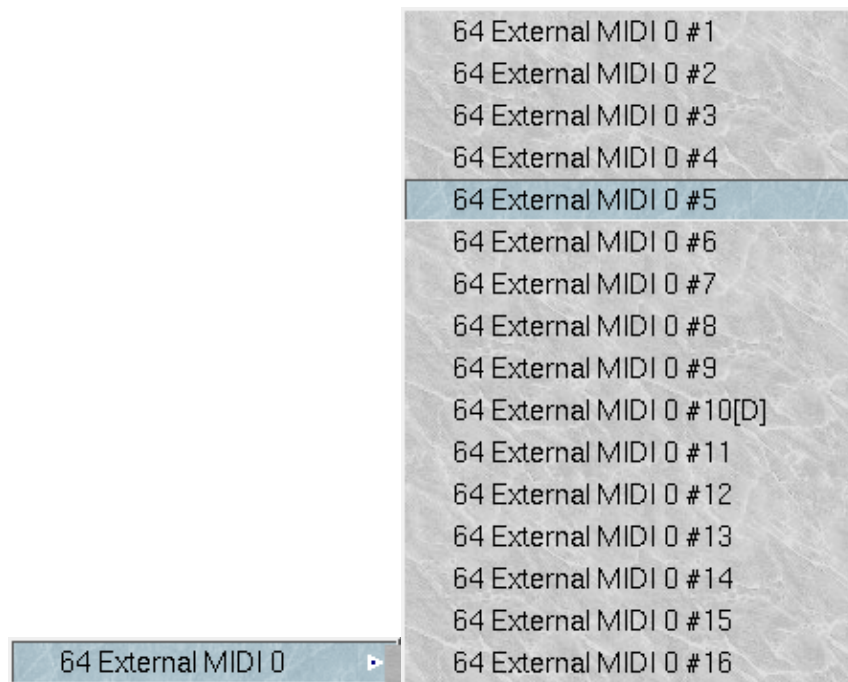 64 External MIDI 0 #1
64 External MIDI 0 #2
64 External MIDI 0 #3
64 External MIDI 0 #4
64 External MIDI 0 #5
64 External MIDI 0 #6
64 External MIDI 0 #7
64 External MIDI 0 #8
64 External MIDI 0 #9
64 External MIDI 0 #10[D]
64 External MIDI 0 #11
64 External MIDI 0 #12
64 External MIDI 0 #13
64 External MIDI 0 #14
64 External MIDI 0 #15
64 External MIDI 0
64 External MIDI 0 #16